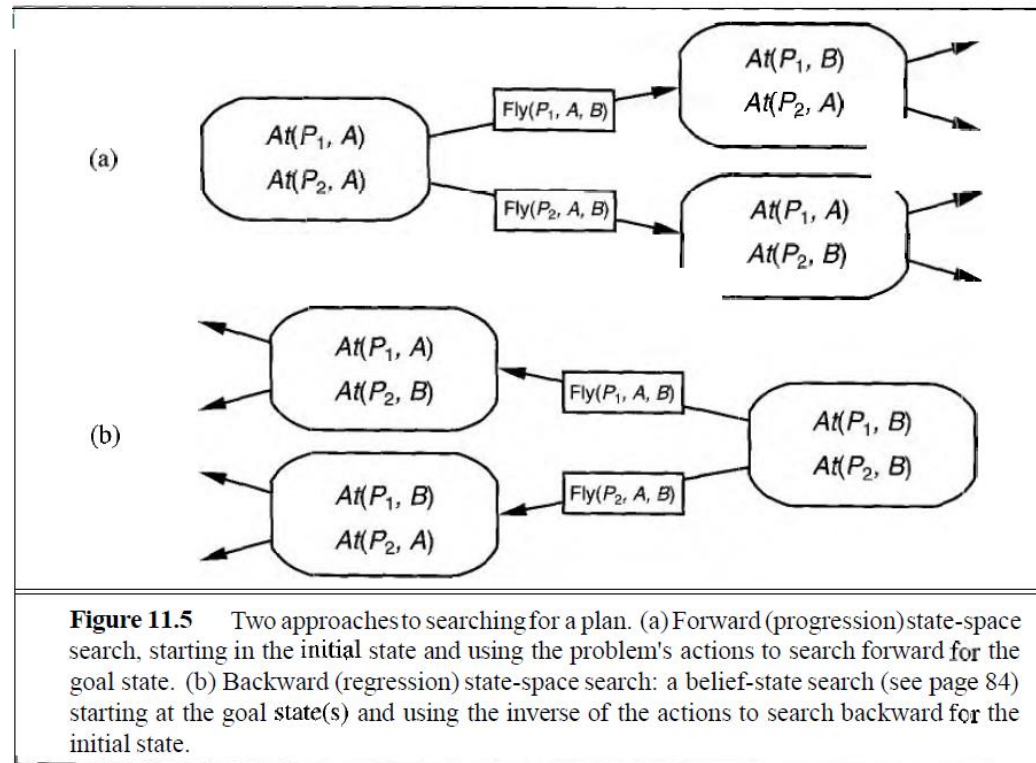 (a)
At(P1, A)
At(P2, A)
Fly(P1, A, B)
Fly(P2, A, B)
At(P1, B)
At(P2, A)
At(P1, A)
At(P2, B)
(b)
At(P1, A)
At(P2, B)
At(P1, B)
At(P2, A)
Fly(P1, A, B)
Fly(P2, A, B)
At(P1, B)
At(P2, B)
Figure 11.5 Two approaches to searching for a plan. (a) Forward (progression) state-space
search, starting in the initial state and using the problem's actions to search forward for the
goal state. (b) Backward (regression) state-space search: a belief-state search (see page 84)
starting at the goal state(s) and using the inverse of the actions to search backward for the
initial state.